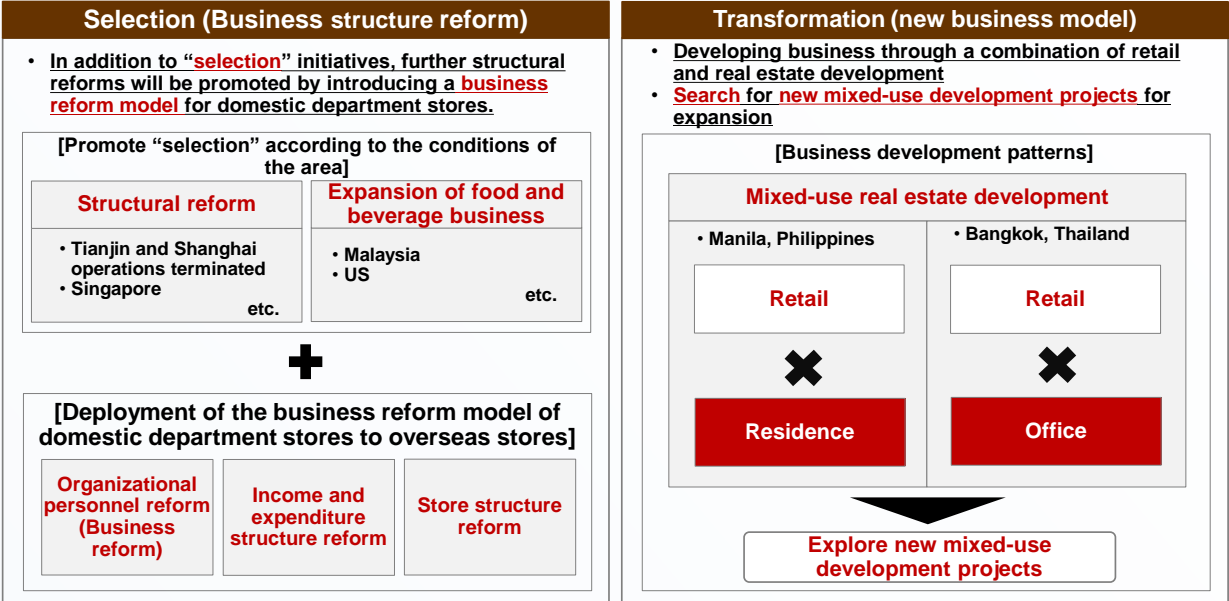 Selection (Business structure reform)
• In addition to “selection” initiatives, further structural
reforms will be promoted by introducing a business
reform model for domestic department stores.
[Promote “selection” according to the conditions of
the area]
Structural reform
• Tianjin and Shanghai
operations terminated
• Singapore
etc.
Expansion of food and
beverage business
• Malaysia
• US
etc.
[Deployment of the business reform model of
domestic department stores to overseas stores]
Organizational
personnel reform
(Business
reform)
Income and
expenditure
structure reform
Store structure
reform
Transformation (new business model)
• Developing business through a combination of retail
and real estate development
• Search for new mixed-use development projects for
expansion
[Business development patterns]
Mixed-use real estate development
• Manila, Philippines
Retail
Residence
• Bangkok, Thailand
Retail
Office
Explore new mixed-use
development projects